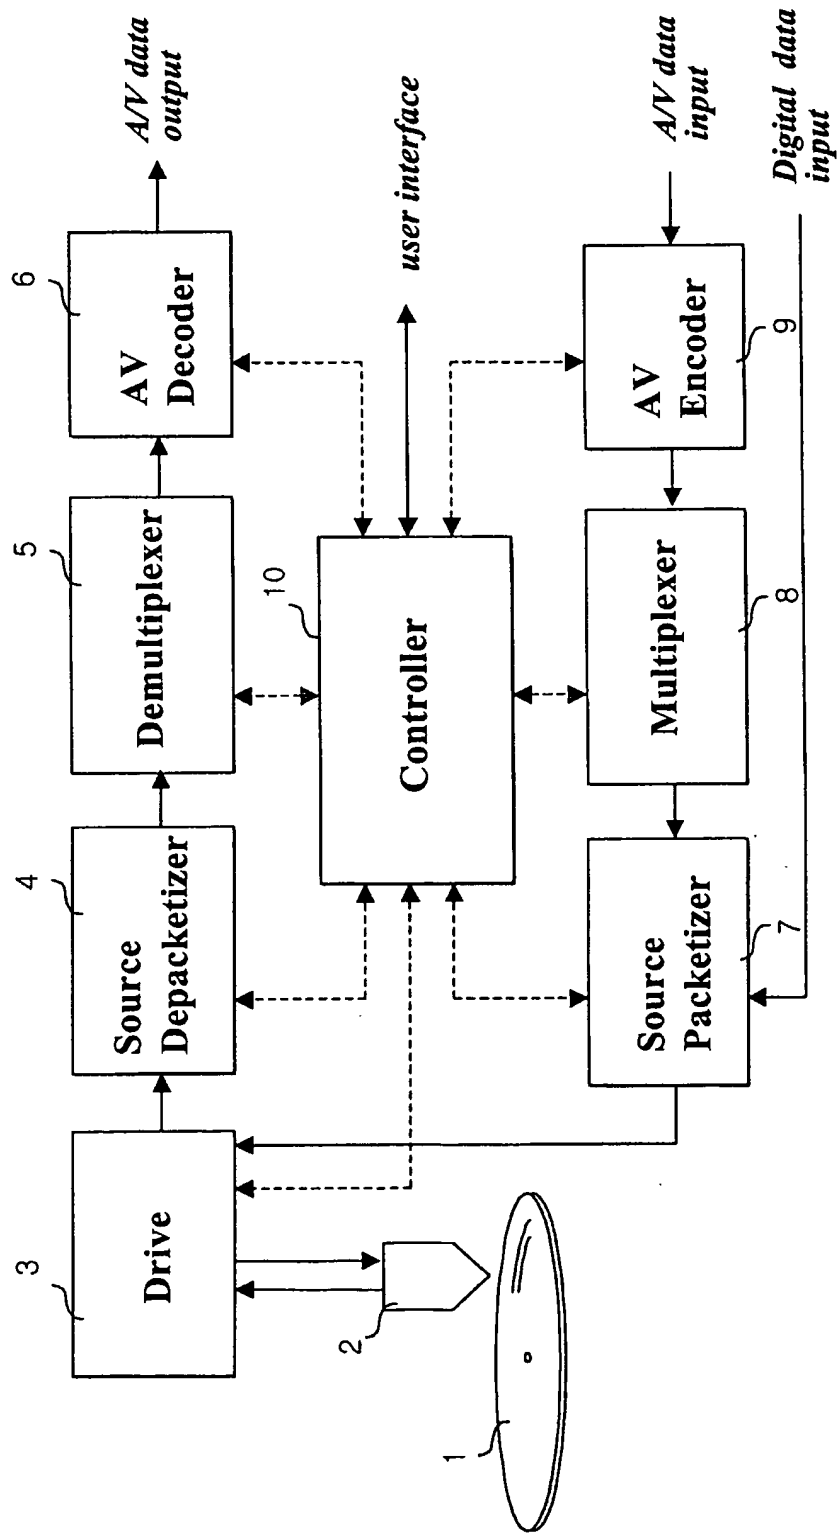 3
4
5
6
Drive
Source
Depacketizer
Demultiplexer
AV
Decoder
A/V data
output
10
Controller
user interface
2
1
Source
Packetizer
Multiplexer
AV
Encoder
A/V data
input
7
8
9
Digital data
input